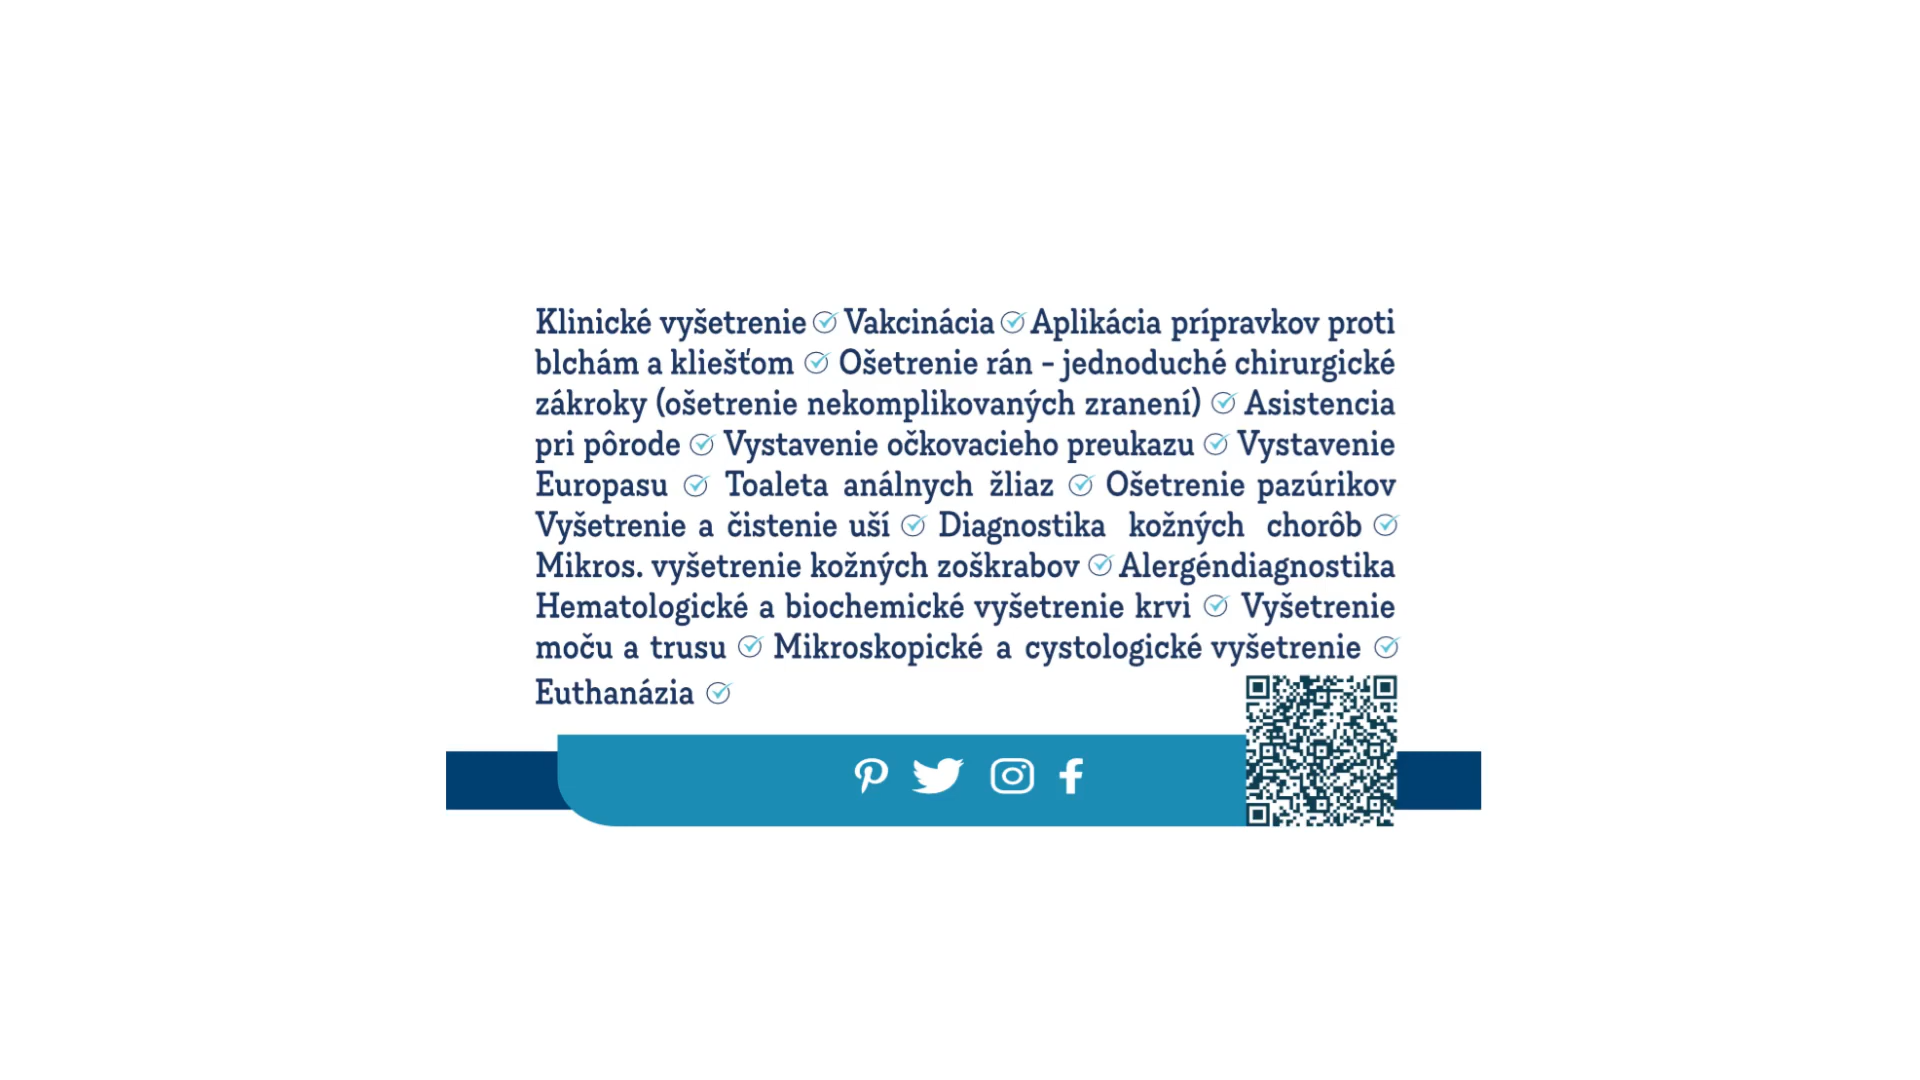 Klinické vyšetrenie Vakcinácia Aplikácia prípravkov proti
blchám a kliešťom Ošetrenie rán - jednoduché chirurgické
zákroky (ošetrenie nekomplikovaných zranení) Asistencia
pri pôrode Vystavenie očkovacieho preukazu Vystavenie
Europasu Toaleta análnych žliaz Ošetrenie pazúrikov
Vyšetrenie a čistenie uší Diagnostika kožných chorôb
Mikros. vyšetrenie kožných zoškrabov Alergéndiagnostika
Hematologické a biochemické vyšetrenie krvi Vyšetrenie
moču a trusu Mikroskopické a cystologické vyšetrenie
Euthanázia